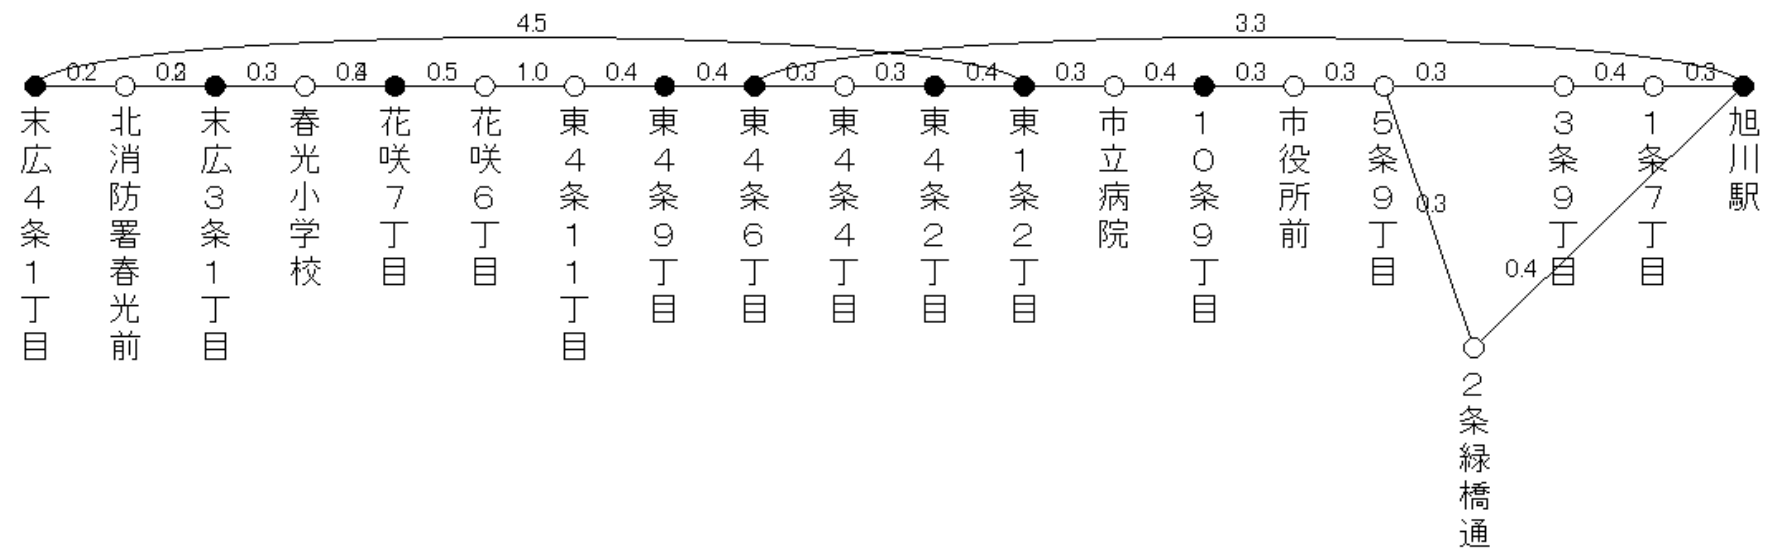 4.5
3.3
0.2
0.3
0.5
1.0
0.4
0.4
0.3
0.3
0.4
0.3
0.4
0.3
0.3
0.3
0.4
0.3
末広4条1丁目
北消防署春光前
末広3条1丁目
春光小学校
花咲7丁目
花咲6丁目
東4条11丁目
東4条9丁目
東4条6丁目
東4条4丁目
東4条2丁目
東1条2丁目
市立病院
10条9丁目
市役所前
5条9丁目
3条9丁目
1条7丁目
旭川駅
0.3
0.4
2条緑橋通